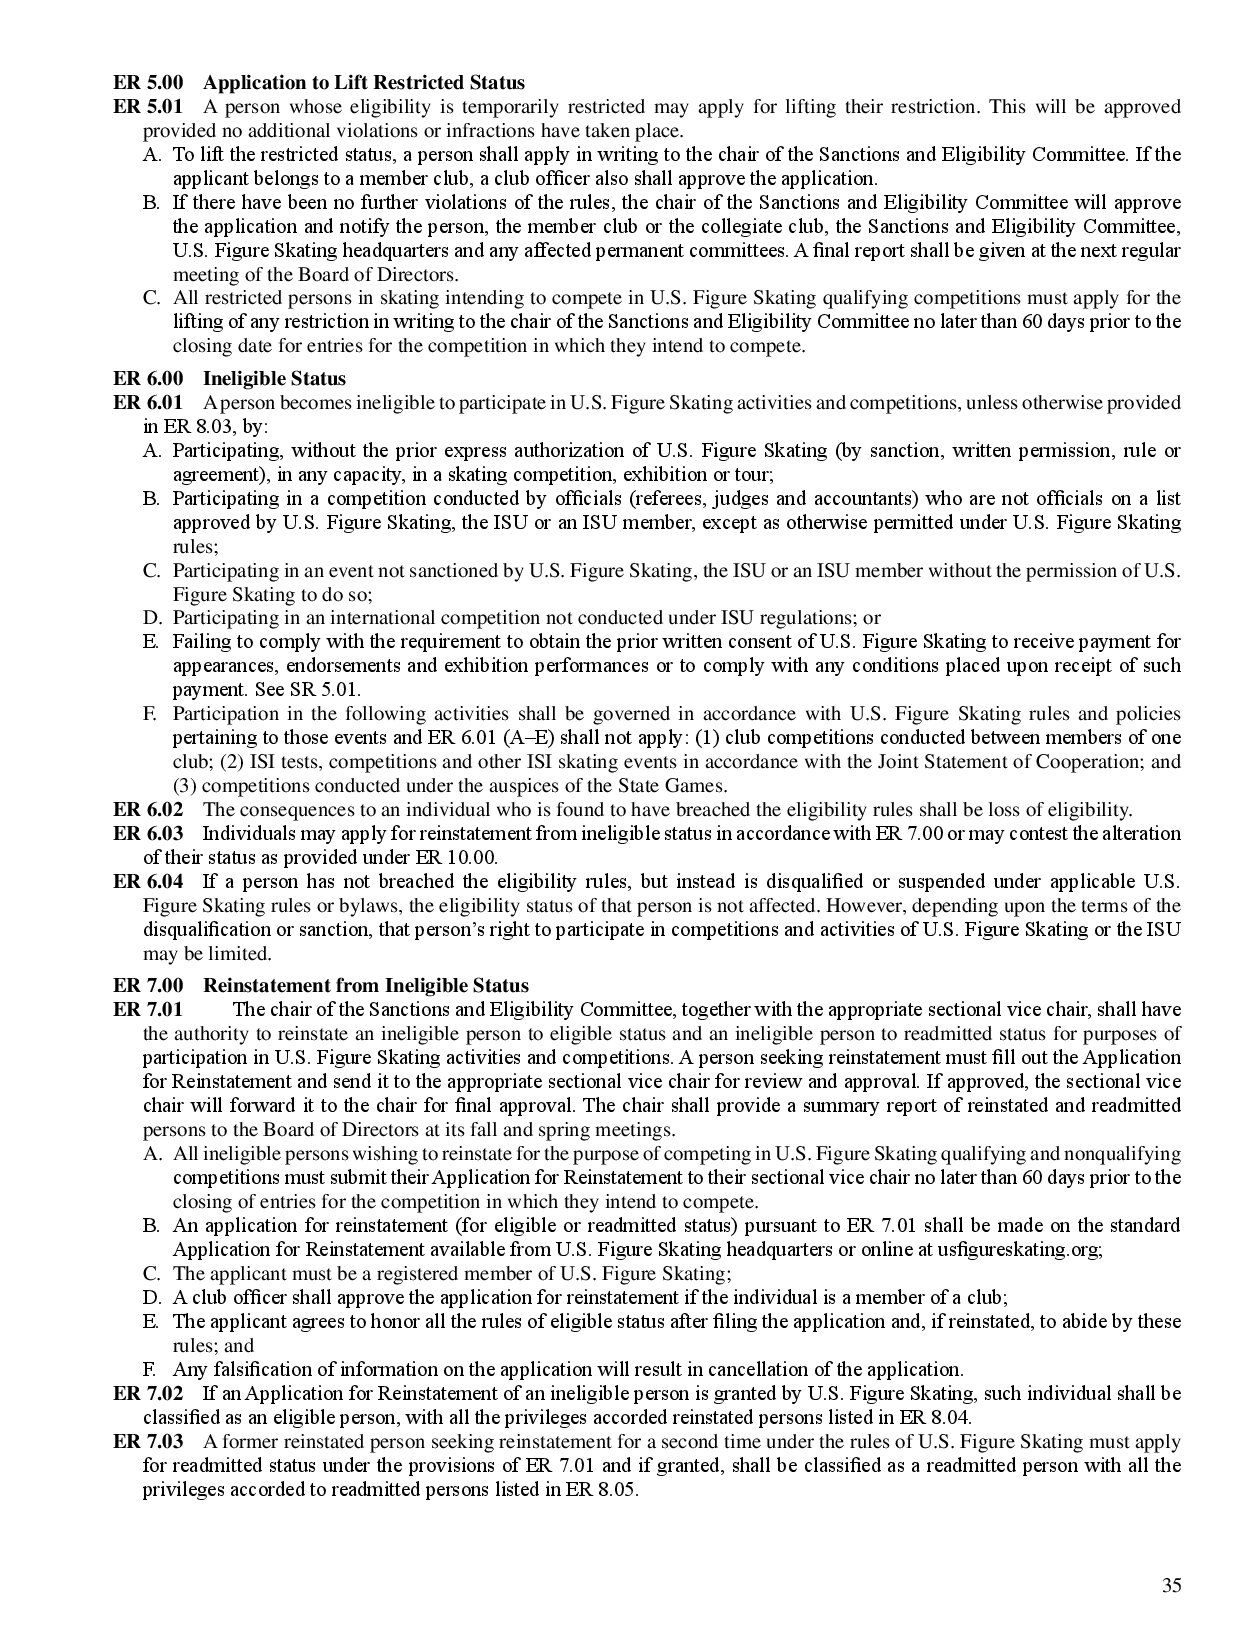 ER 5.00 Application to Lift Restricted Status
ER 5.01 A person whose eligibility is temporarily restricted may apply for lifting their restriction. This will be approved
provided no additional violations or infractions have taken place.
A. To lift the restricted status, a person shall apply in writing to the chair of the Sanctions and Eligibility Committee. If the
applicant belongs to a member club, a club officer also shall approve the application.
B. If there have been no further violations of the rules, the chair of the Sanctions and Eligibility Committee will approve
the application and notify the person, the member club or the collegiate club, the Sanctions and Eligibility Committee,
U.S. Figure Skating headquarters and any affected permanent committees. A final report shall be given at the next regular
meeting of the Board of Directors.
C. All restricted persons in skating intending to compete in U.S. Figure Skating qualifying competitions must apply for the
lifting of any restriction in writing to the chair of the Sanctions and Eligibility Committee no later than 60 days prior to the
closing date for entries for the competition in which they intend to compete.
ER 6.00 Ineligible Status
ER 6.01 A person becomes ineligible to participate in U.S. Figure Skating activities and competitions, unless otherwise provided
in ER 8.03, by:
A. Participating, without the prior express authorization of U.S. Figure Skating (by sanction, written permission, rule or
agreement), in any capacity, in a skating competition, exhibition or tour;
B. Participating in a competition conducted by officials (referees, judges and accountants) who are not officials on a list
approved by U.S. Figure Skating, the ISU or an ISU member, except as otherwise permitted under U.S. Figure Skating
rules;
C. Participating in an event not sanctioned by U.S. Figure Skating, the ISU or an ISU member without the permission of U.S.
Figure Skating to do so;
D. Participating in an international competition not conducted under ISU regulations; or
E. Failing to comply with the requirement to obtain the prior written consent of U.S. Figure Skating to receive payment for
appearances, endorsements and exhibition performances or to comply with any conditions placed upon receipt of such
payment. See SR 5.01.
F. Participation in the following activities shall be governed in accordance with U.S. Figure Skating rules and policies
pertaining to those events and ER 6.01 (A–E) shall not apply: (1) club competitions conducted between members of one
club; (2) ISI tests, competitions and other ISI skating events in accordance with the Joint Statement of Cooperation; and
(3) competitions conducted under the auspices of the State Games.
ER 6.02 The consequences to an individual who is found to have breached the eligibility rules shall be loss of eligibility.
ER 6.03 Individuals may apply for reinstatement from ineligible status in accordance with ER 7.00 or may contest the alteration
of their status as provided under ER 10.00.
ER 6.04 If a person has not breached the eligibility rules, but instead is disqualified or suspended under applicable U.S.
Figure Skating rules or bylaws, the eligibility status of that person is not affected. However, depending upon the terms of the
disqualification or sanction, that person's right to participate in competitions and activities of U.S. Figure Skating or the ISU
may be limited.
ER 7.00 Reinstatement from Ineligible Status
ER 7.01 The chair of the Sanctions and Eligibility Committee, together with the appropriate sectional vice chair, shall have
the authority to reinstate an ineligible person to eligible status and an ineligible person to readmitted status for purposes of
participation in U.S. Figure Skating activities and competitions. A person seeking reinstatement must fill out the Application
for Reinstatement and send it to the appropriate sectional vice chair for review and approval. If approved, the sectional vice
chair will forward it to the chair for final approval. The chair shall provide a summary report of reinstated and readmitted
persons to the Board of Directors at its fall and spring meetings.
A. All ineligible persons wishing to reinstate for the purpose of competing in U.S. Figure Skating qualifying and nonqualifying
competitions must submit their Application for Reinstatement to their sectional vice chair no later than 60 days prior to the
closing of entries for the competition in which they intend to compete.
B. An application for reinstatement (for eligible or readmitted status) pursuant to ER 7.01 shall be made on the standard
Application for Reinstatement available from U.S. Figure Skating headquarters or online at usfigureskating.org;
C. The applicant must be a registered member of U.S. Figure Skating;
D. A club officer shall approve the application for reinstatement if the individual is a member of a club;
E. The applicant agrees to honor all the rules of eligible status after filing the application and, if reinstated, to abide by these
rules; and
F. Any falsification of information on the application will result in cancellation of the application.
ER 7.02 If an Application for Reinstatement of an ineligible person is granted by U.S. Figure Skating, such individual shall be
classified as an eligible person, with all the privileges accorded reinstated persons listed in ER 8.04.
ER 7.03 A former reinstated person seeking reinstatement for a second time under the rules of U.S. Figure Skating must apply
for readmitted status under the provisions of ER 7.01 and if granted, shall be classified as a readmitted person with all the
privileges accorded to readmitted persons listed in ER 8.05.
35